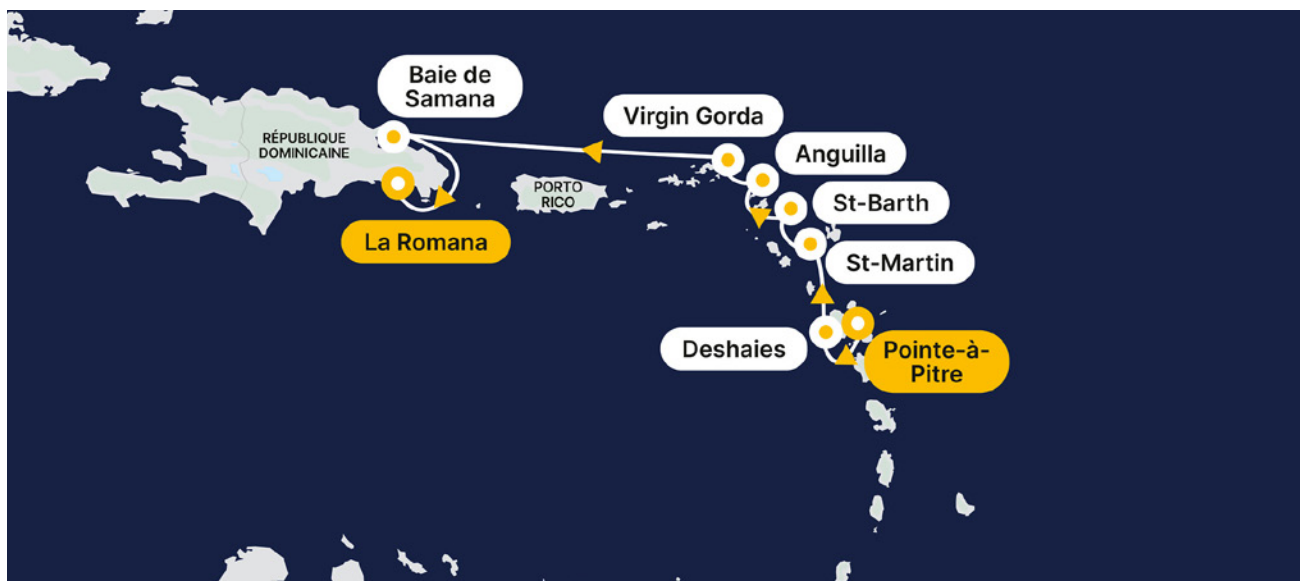 Baie de
Samana
Virgin Gorda
Anguilla
RÉPUBLIQUE
DOMINICAINE
PORTO
RICO
St-Barth
La Romana
St-Martin
Deshaies
Pointe-à-
Pitre